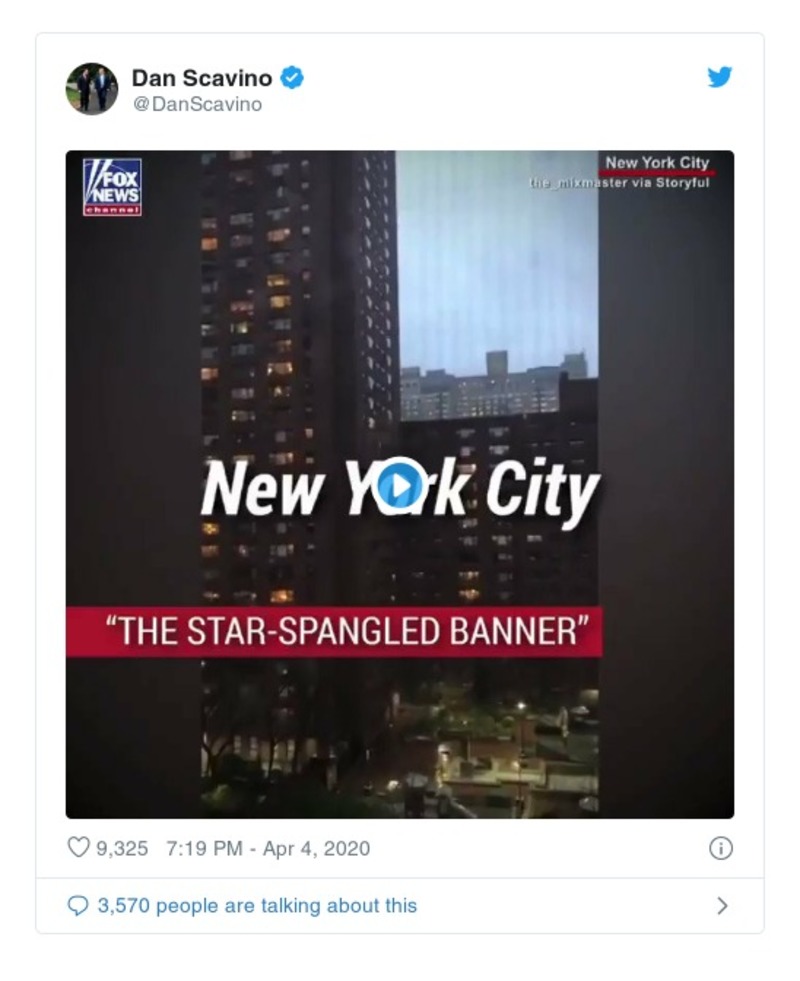 Dan Scavino
@DanScavino
FOX
NEWS
channel
New York City
the_mixmaster via Storyful
New York City
“THE STAR-SPANGLED BANNER”
9,325 7:19 PM - Apr 4, 2020
3,570 people are talking about this